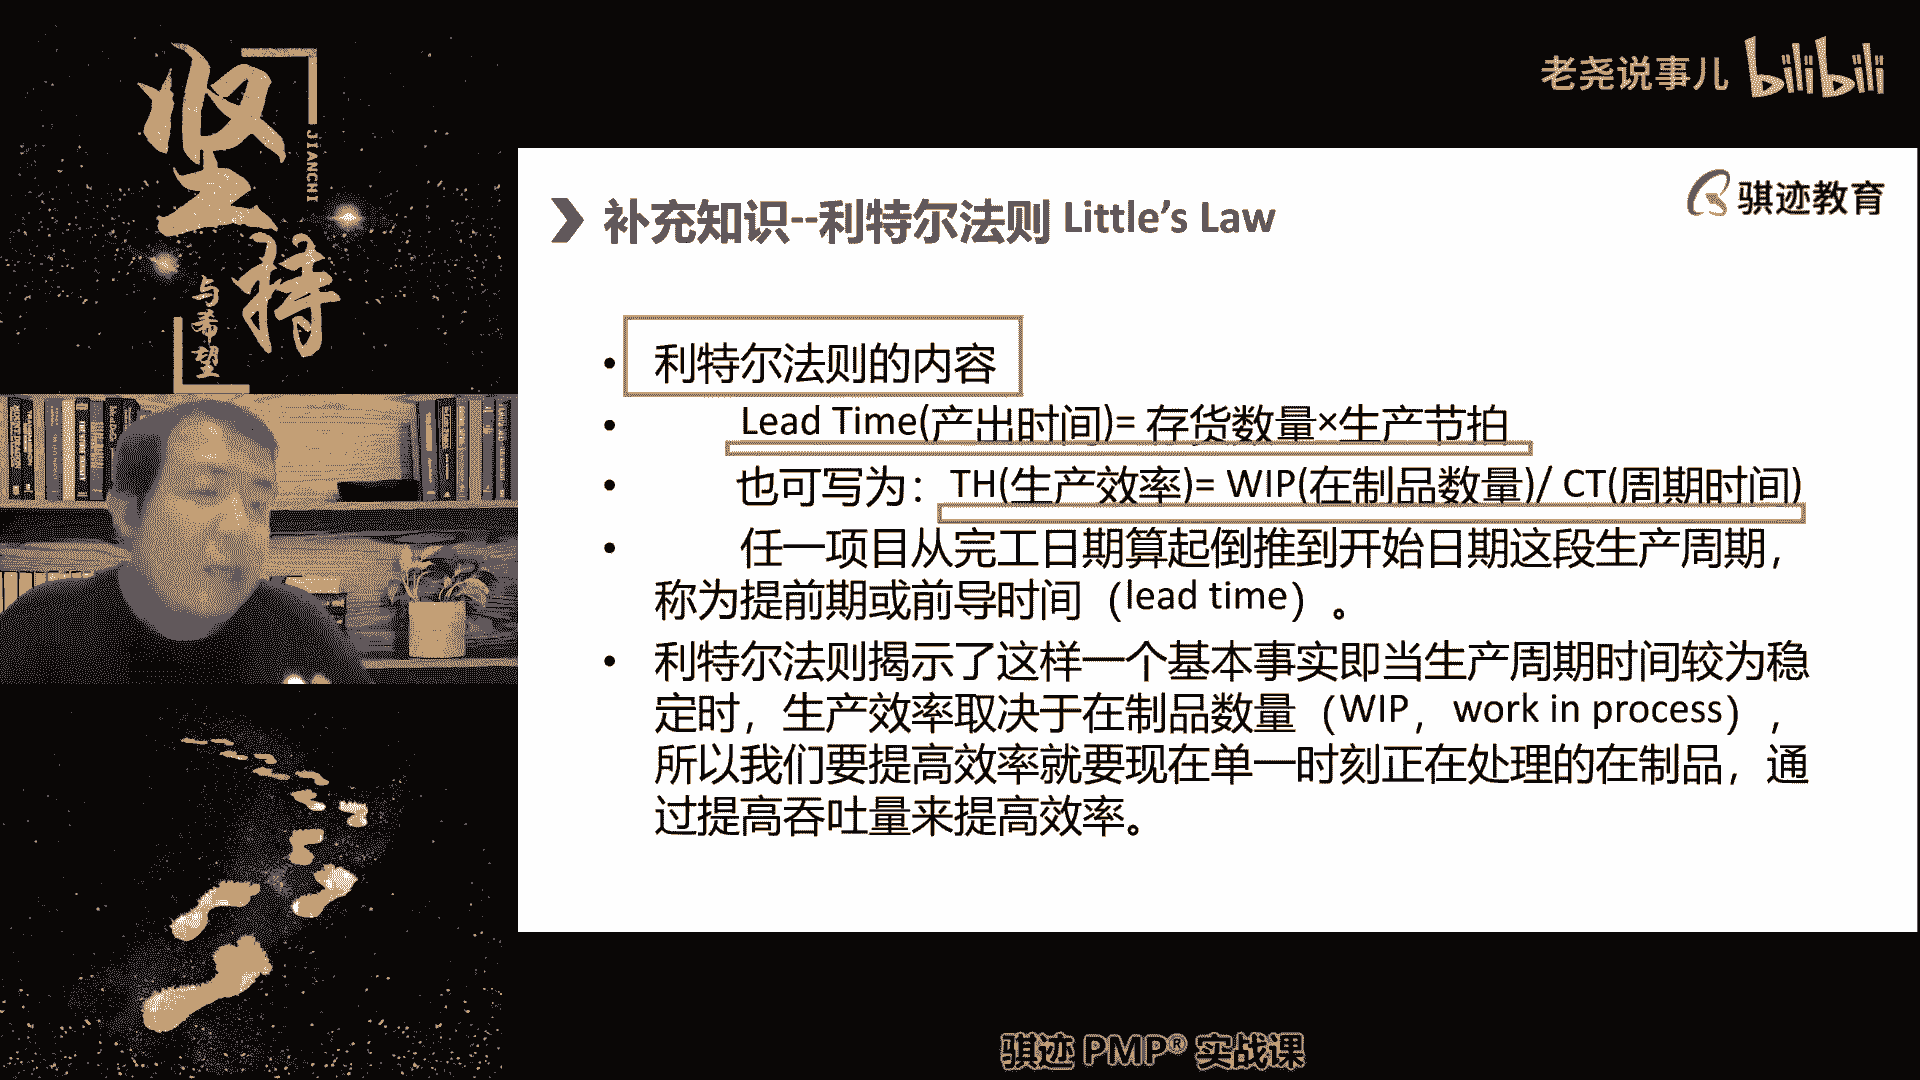 坚持
JIANCHI
与希望
老尧说事儿 bilibili
骐迹教育
补充知识--利特尔法则 Little's Law
• 利特尔法则的内容
• Lead Time(产出时间)= 存货数量×生产节拍
• 也可写为：TH(生产效率)= WIP(在制品数量)/ CT(周期时间)
• 任一项目从完工日期算起倒推到开始日期这段生产周期，
称为提前期或前导时间（lead time）。
• 利特尔法则揭示了这样一个基本事实即当生产周期时间较为稳
定时，生产效率取决于在制品数量（WIP，work in process），
所以我们要提高效率就要现在单一时刻正在处理的在制品，通
过提高吞吐量来提高效率。
骐迹 PMP® 实战课